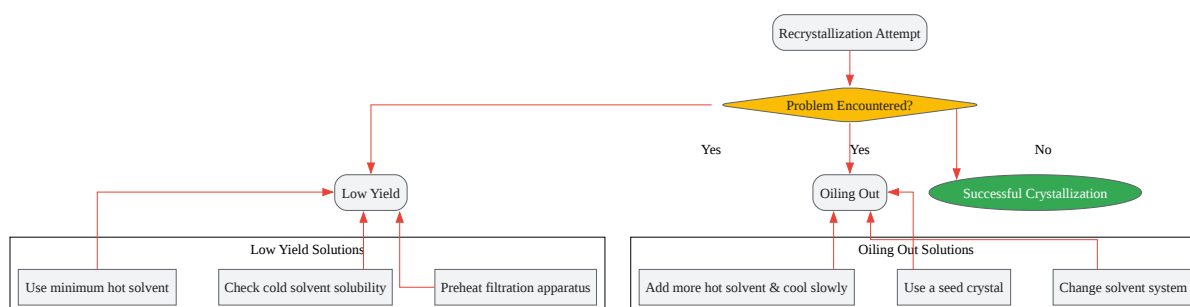 Recrystallization Attempt
Problem Encountered?
Yes
Yes
No
Low Yield
Oiling Out
Successful Crystallization
Low Yield Solutions
Use minimum hot solvent
Check cold solvent solubility
Preheat filtration apparatus
Oiling Out Solutions
Add more hot solvent & cool slowly
Use a seed crystal
Change solvent system